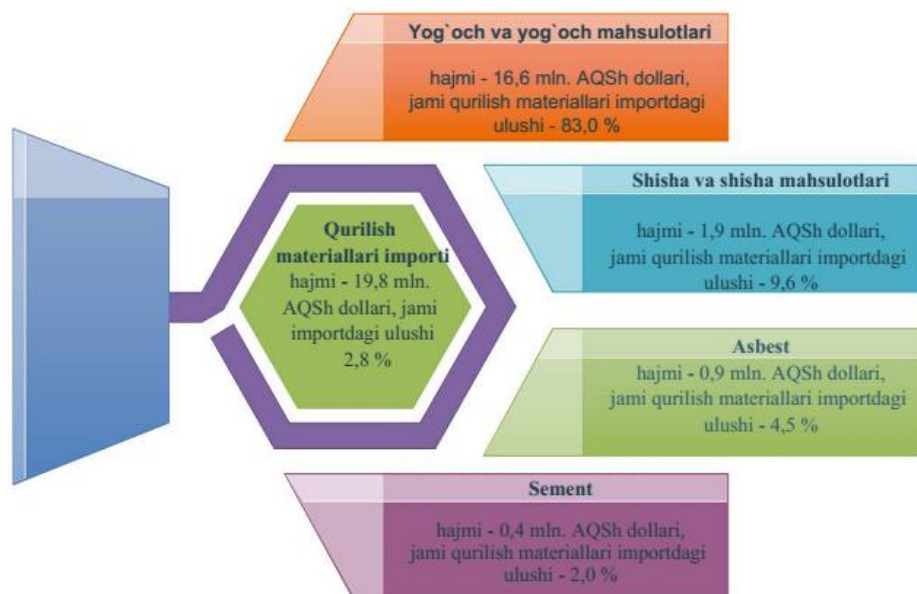 Yog`och va yog`och mahsulotlari
hajmi - 16,6 mln. AQSh dollari,
jami qurilish materiallari importdagi
ulushi - 83,0 %
Qurilish
materiallari importi
hajmi - 19,8 mln.
AQSh dollari, jami
importdagi ulushi
2,8 %
Shisha va shisha mahsulotlari
hajmi - 1,9 mln. AQSh dollari,
jami qurilish materiallari importdagi
ulushi - 9,6 %
Asbest
hajmi - 0,9 mln. AQSh dollari,
jami qurilish materiallari importdagi
ulushi - 4,5 %
Sement
hajmi - 0,4 mln. AQSh dollari,
jami qurilish materiallari importdagi
ulushi - 2,0 %